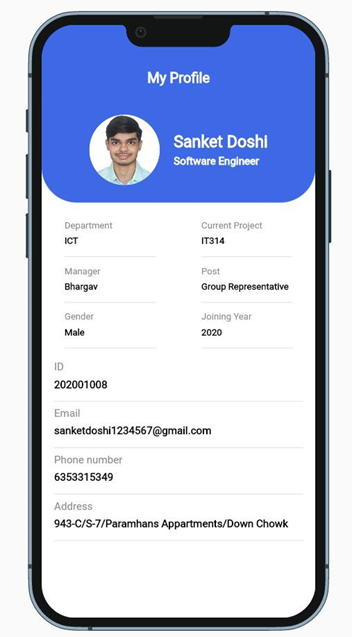 My Profile
Sanket Doshi
Software Engineer
Department
Current Project
ICT
IT314
Manager
Post
Bhargav
Group Representative
Gender
Joining Year
Male
2020
ID
202001008
Email
sanketdoshi1234567@gmail.com
Phone number
6353315349
Address
943-C/S-7/Paramhans Appartments/Down Chowk